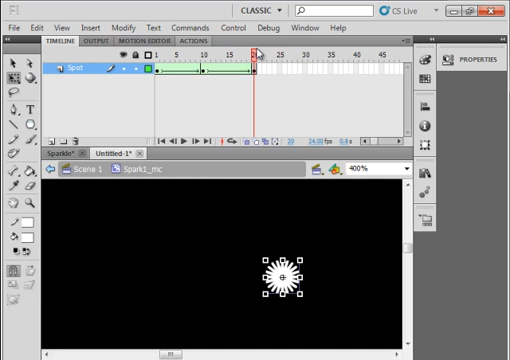 Fl
CLASSIC
CS Live
File Edit View Insert Modify Text Commands Control Debug Window Help
TIMELINE OUTPUT MOTION EDITOR ACTIONS
PROPERTIES
5 10 15 25 30 35 40 45
Spot
20 24.00 fps 0.8 s
Sparkle* Untitled-1*
Scene 1 Spark1_mc 400%